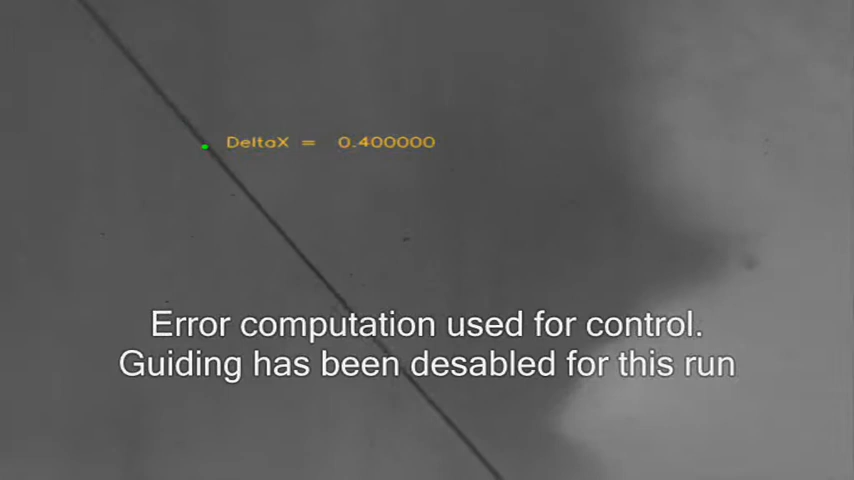 DeltaX = 0.400000
Error computation used for control.
Guiding has been desabled for this run